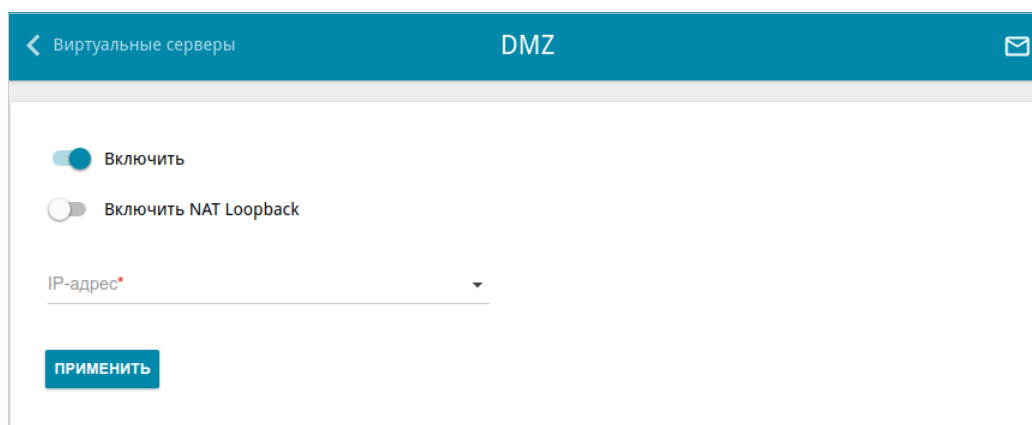 Виртуальные серверы
DMZ
Включить
Включить NAT Loopback
IP-адрес*
ПРИМЕНИТЬ